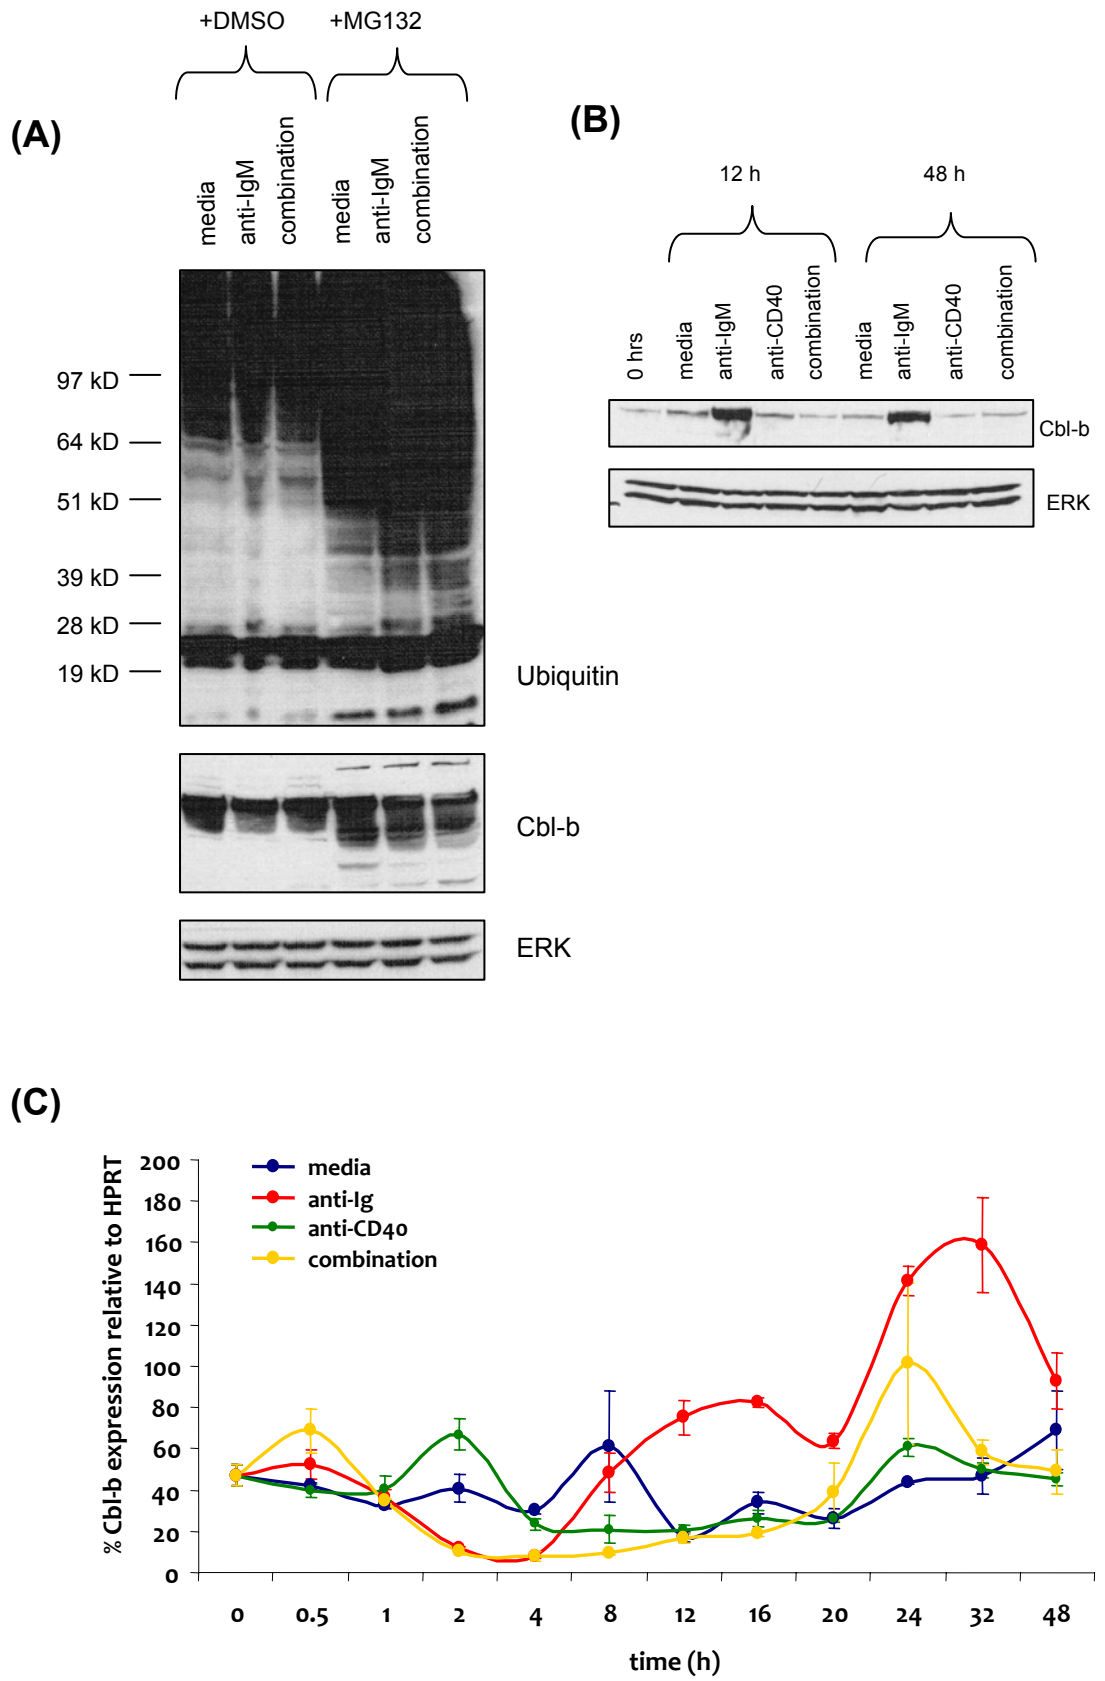 +DMSO +MG132
(A)
media anti-IgM combination media anti-IgM combination
97 kD
64 kD
51 kD
39 kD
28 kD
19 kD
Ubiquitin
Cbl-b
ERK
(B)
12 h 48 h
0 hrs media anti-IgM anti-CD40 combination media anti-IgM anti-CD40 combination
Cbl-b
ERK
(C)
% Cbl-b expression relative to HPRT
200
180
160
140
120
100
80
60
40
20
0
media
anti-Ig
anti-CD40
combination
0 0.5 1 2 4 8 12 16 20 24 32 48
time (h)